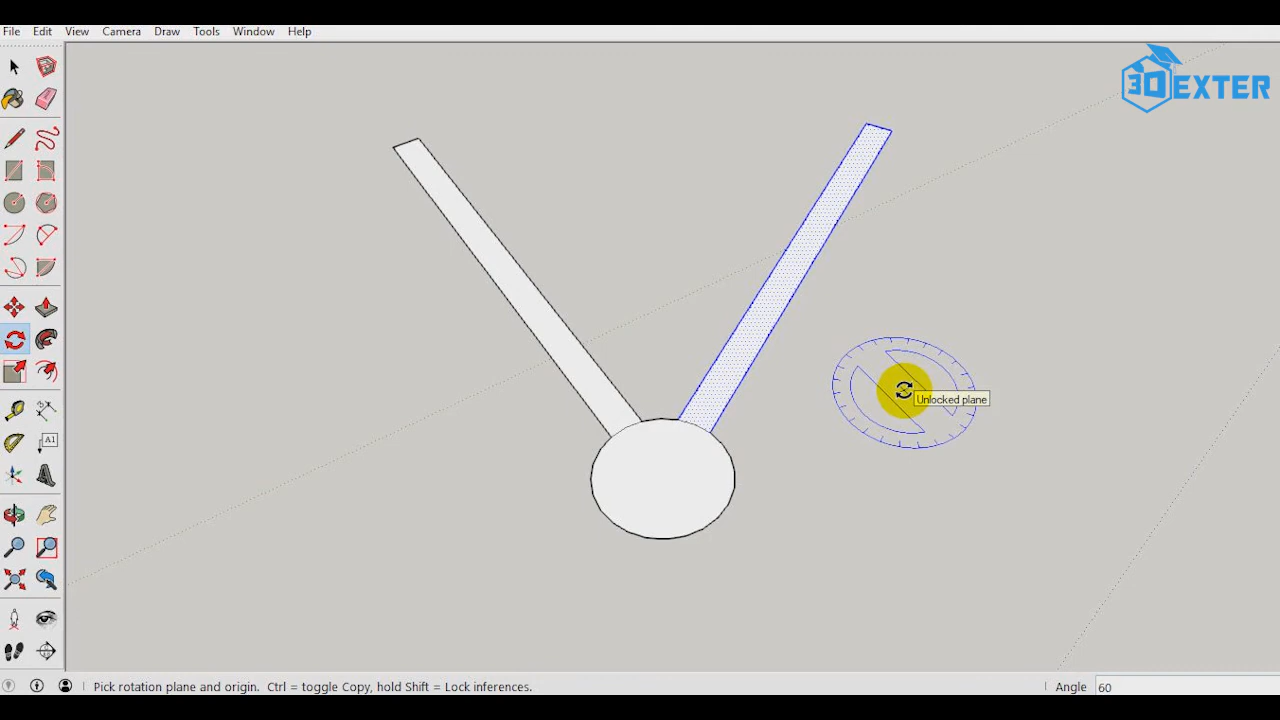 File Edit View Camera Draw Tools Window Help
3DEXTER
A1
Unlocked plane
Pick rotation plane and origin. Ctrl = toggle Copy, hold Shift = Lock inferences.
Angle 60